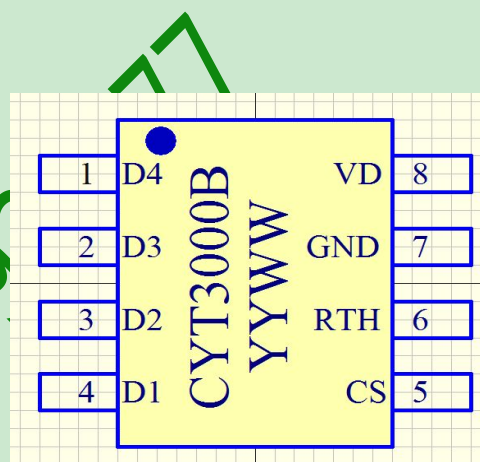 1 D4 VD 8
2 D3 GND 7
3 D2 RTH 6
4 D1 CS 5
CYT3000B
YYWW